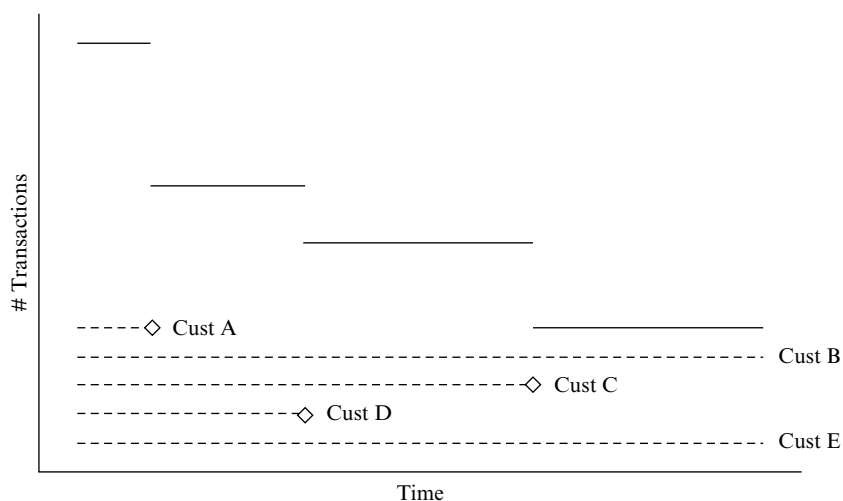 # Transactions
Cust A
Cust B
Cust C
Cust D
Cust E
Time